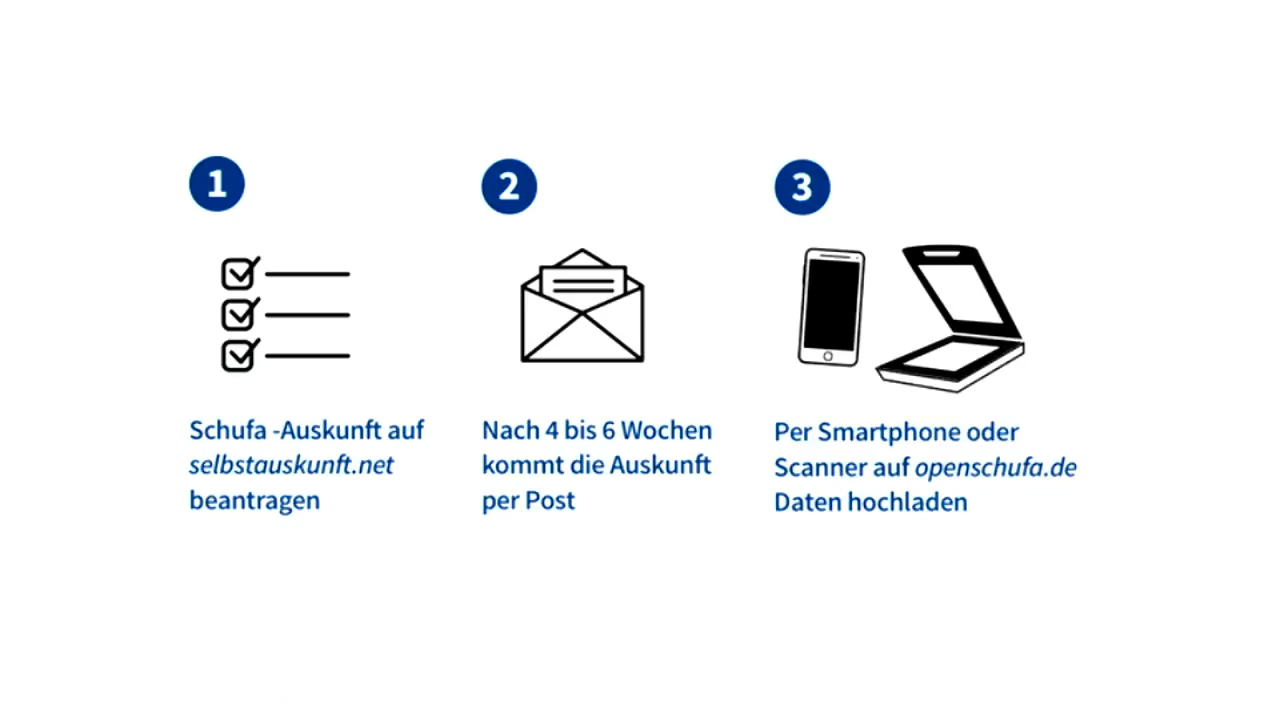 1
Schufa -Auskunft auf
selbstauskunft.net
beantragen
2
Nach 4 bis 6 Wochen
kommt die Auskunft
per Post
3
Per Smartphone oder
Scanner auf openschufa.de
Daten hochladen